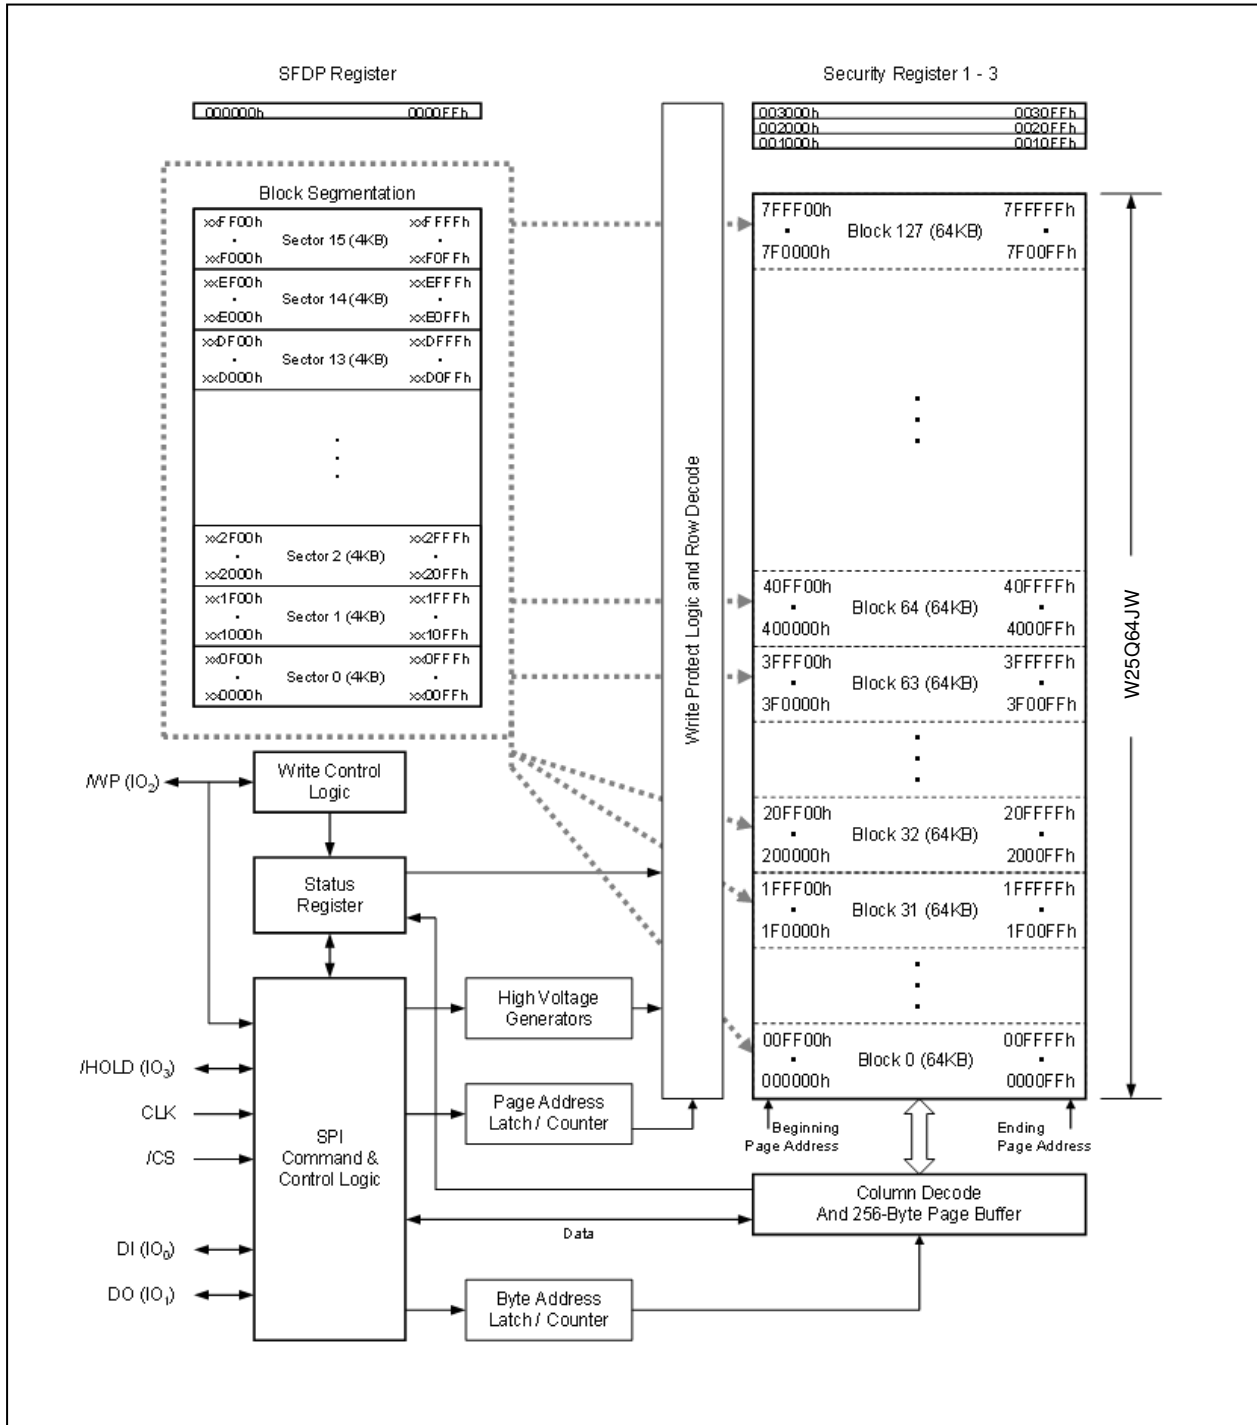 SFDP Register
000000h 0000FFh
Security Register 1 - 3
003000h 0030FFh
002000h 0020FFh
001000h 0010FFh
Block Segmentation
xxFF00h xxFFFFh
Sector 15 (4KB)
xxF000h xxF0FFh
xxEF00h xxEFFFh
Sector 14 (4KB)
xxE000h xxE0FFh
xxDF00h xxDFFFh
Sector 13 (4KB)
xxD000h xxD0FFh
xx2F00h xx2FFFh
Sector 2 (4KB)
xx2000h xx20FFh
xx1F00h xx1FFFh
Sector 1 (4KB)
xx1000h xx10FFh
xx0F00h xx0FFFh
Sector 0 (4KB)
xx0000h xx00FFh
Write Protect Logic and Row Decode
7FFF00h 7FFFFFh
Block 127 (64KB)
7F0000h 7F00FFh
40FF00h 40FFFFh
Block 64 (64KB)
400000h 4000FFh
3FFF00h 3FFFFFh
Block 63 (64KB)
3F0000h 3F00FFh
20FF00h 20FFFFh
Block 32 (64KB)
200000h 2000FFh
1FFF00h 1FFFFFh
Block 31 (64KB)
1F0000h 1F00FFh
00FF00h 00FFFFh
Block 0 (64KB)
000000h 0000FFh
W25Q64JW
Beginning
Page Address
Ending
Page Address
/WP (IO2)
Write Control
Logic
Status
Register
High Voltage
Generators
/HOLD (IO3)
CLK
/CS
SPI
Command &
Control Logic
Page Address
Latch / Counter
Column Decode
And 256-Byte Page Buffer
Data
DI (IO0)
DO (IO1)
Byte Address
Latch / Counter